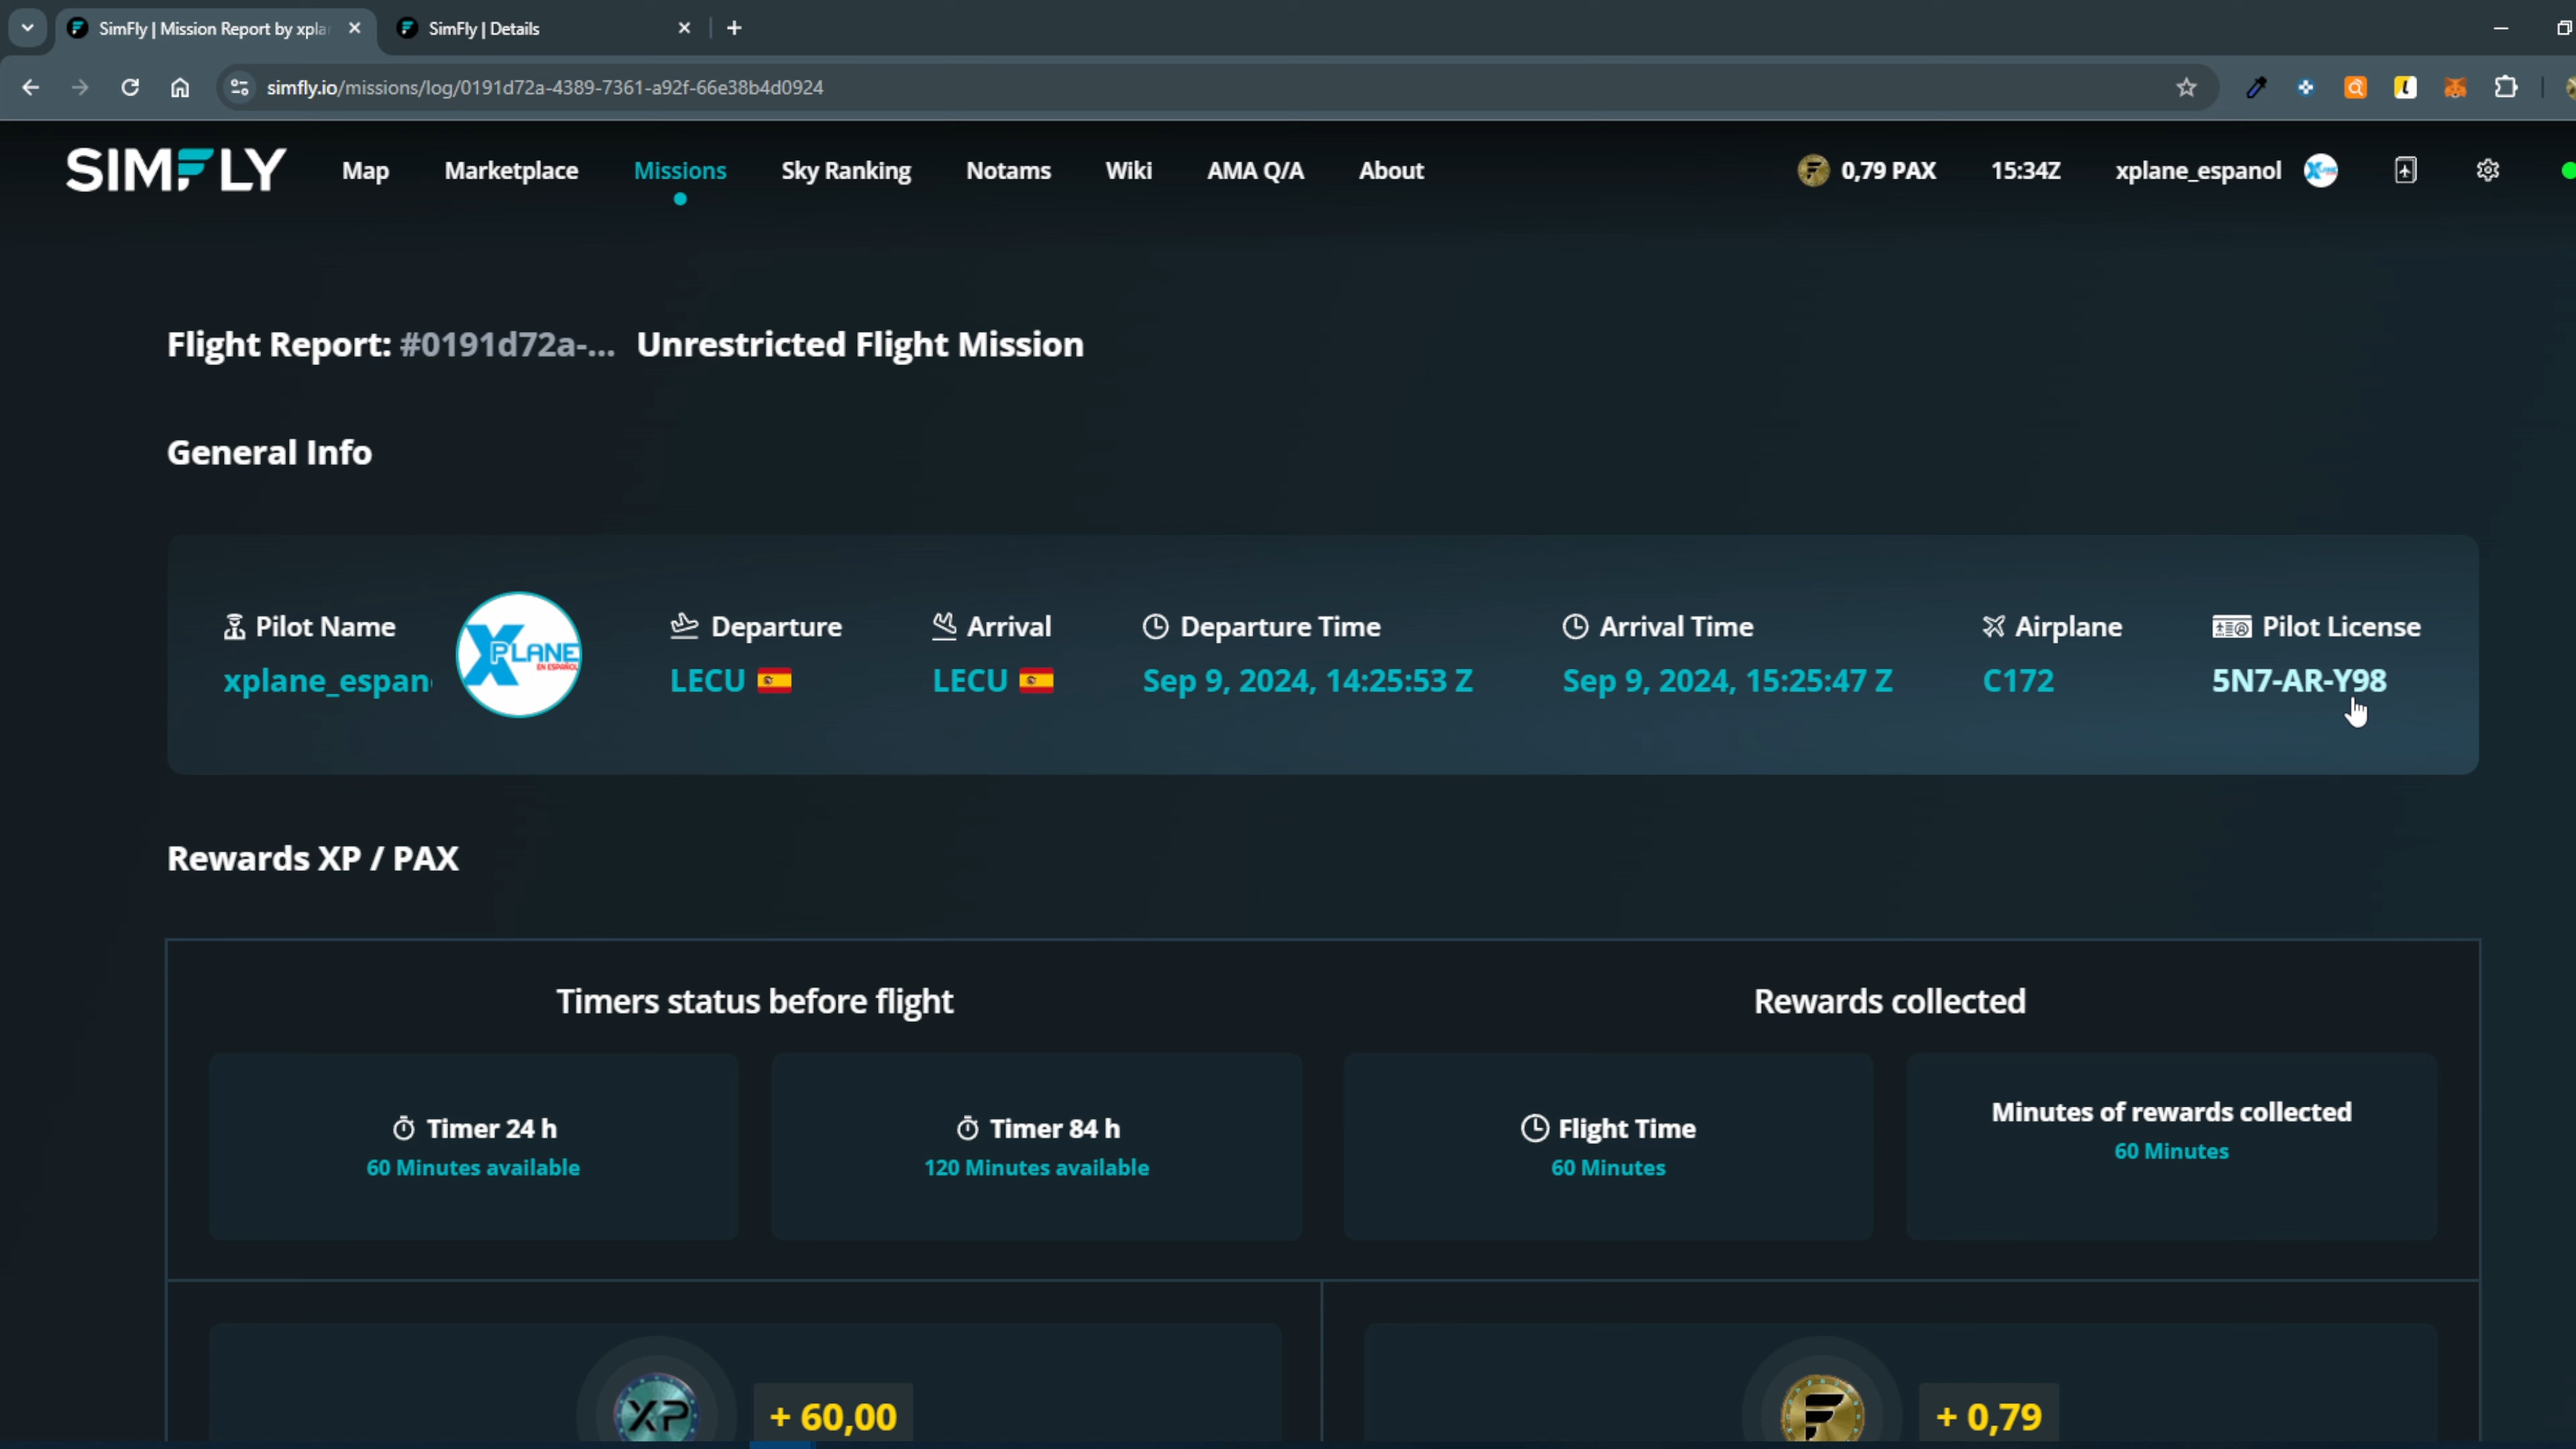 SimFly | Mission Report by xpla
SimFly | Details
simfly.io/missions/log/0191d72a-4389-7361-a92f-66e38b4d0924
SIMFLY
Map
Marketplace
Missions
Sky Ranking
Notams
Wiki
AMA Q/A
About
0,79 PAX
15:34Z
xplane_espanol
Flight Report: #0191d72a-... Unrestricted Flight Mission
General Info
Pilot Name
xplane_espan
XPLANE
EN ESPAÑOL
Departure
LECU
Arrival
LECU
Departure Time
Sep 9, 2024, 14:25:53 Z
Arrival Time
Sep 9, 2024, 15:25:47 Z
Airplane
C172
Pilot License
5N7-AR-Y98
Rewards XP / PAX
Timers status before flight
Rewards collected
Timer 24 h
60 Minutes available
Timer 84 h
120 Minutes available
Flight Time
60 Minutes
Minutes of rewards collected
60 Minutes
XP
+ 60,00
F
+ 0,79